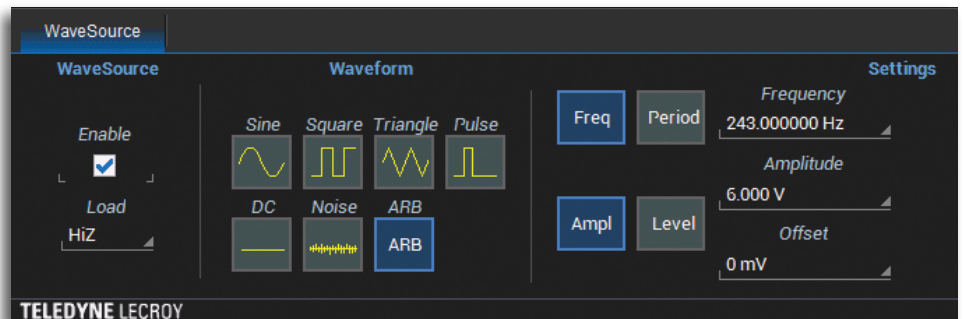 WaveSource
WaveSource
Waveform
Settings
Enable
Load
HiZ
Sine Square Triangle Pulse
DC Noise ARB
ARB
Freq Period
Frequency
243.000000 Hz
Amplitude
6.000 V
Ampl Level
Offset
0 mV
TELEDYNE LECROY